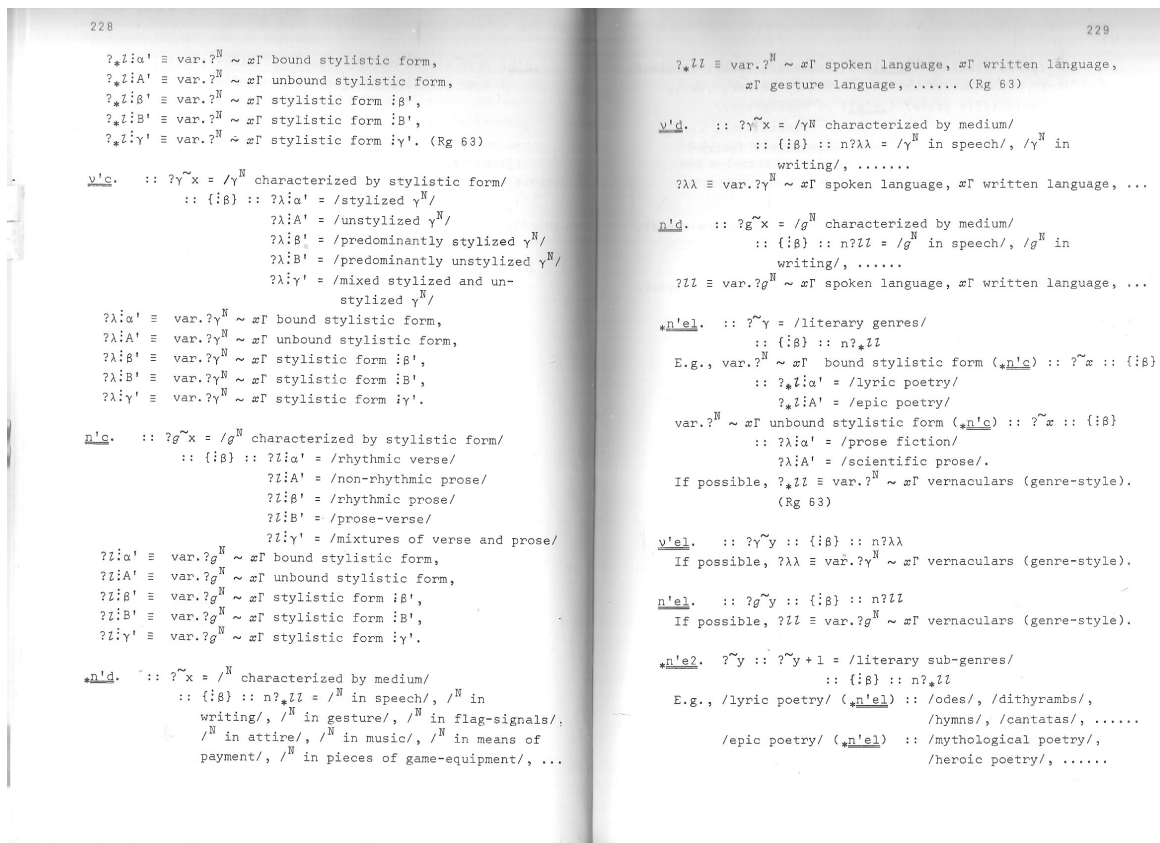 228
?⁎l⋮α' ≡ var.?ᴺ ~ xΓ bound stylistic form,
?⁎l⋮A' ≡ var.?ᴺ ~ xΓ unbound stylistic form,
?⁎l⋮β' ≡ var.?ᴺ ~ xΓ stylistic form ⋮β',
?⁎l⋮B' ≡ var.?ᴺ ~ xΓ stylistic form ⋮B',
?⁎l⋮γ' ≡ var.?ᴺ ~ xΓ stylistic form ⋮γ'. (Rg 63)
ν'c. :: ?γ~x = /γᴺ characterized by stylistic form/
:: {⋮β} :: ?λ⋮α' = /stylized γᴺ/
?λ⋮A' = /unstylized γᴺ/
?λ⋮β' = /predominantly stylized γᴺ/
?λ⋮B' = /predominantly unstylized γᴺ/
?λ⋮γ' = /mixed stylized and un-
stylized γᴺ/
?λ⋮α' ≡ var.?γᴺ ~ xΓ bound stylistic form,
?λ⋮A' ≡ var.?γᴺ ~ xΓ unbound stylistic form,
?λ⋮β' ≡ var.?γᴺ ~ xΓ stylistic form ⋮β',
?λ⋮B' ≡ var.?γᴺ ~ xΓ stylistic form ⋮B',
?λ⋮γ' ≡ var.?γᴺ ~ xΓ stylistic form ⋮γ'.
n'c. :: ?g~x = /gᴺ characterized by stylistic form/
:: {⋮β} :: ?l⋮α' = /rhythmic verse/
?l⋮A' = /non-rhythmic prose/
?l⋮β' = /rhythmic prose/
?l⋮B' = /prose-verse/
?l⋮γ' = /mixtures of verse and prose/
?l⋮α' ≡ var.?gᴺ ~ xΓ bound stylistic form,
?l⋮A' ≡ var.?gᴺ ~ xΓ unbound stylistic form,
?l⋮β' ≡ var.?gᴺ ~ xΓ stylistic form ⋮β',
?l⋮B' ≡ var.?gᴺ ~ xΓ stylistic form ⋮B',
?l⋮γ' ≡ var.?gᴺ ~ xΓ stylistic form ⋮γ'.
⁎n'd. :: ?~x = /ᴺ characterized by medium/
:: {⋮β} :: n?⁎ll = /ᴺ in speech/, /ᴺ in
writing/, /ᴺ in gesture/, /ᴺ in flag-signals/,
/ᴺ in attire/, /ᴺ in music/, /ᴺ in means of
payment/, /ᴺ in pieces of game-equipment/, ...
229
?⁎ll ≡ var.?ᴺ ~ xΓ spoken language, xΓ written language,
xΓ gesture language, ...... (Rg 63)
ν'd. :: ?γ~x = /γᴺ characterized by medium/
:: {⋮β} :: n?λλ = /γᴺ in speech/, /γᴺ in
writing/, .......
?λλ ≡ var.?γᴺ ~ xΓ spoken language, xΓ written language, ...
n'd. :: ?g~x = /gᴺ characterized by medium/
:: {⋮β} :: n?ll = /gᴺ in speech/, /gᴺ in
writing/, ......
?ll ≡ var.?gᴺ ~ xΓ spoken language, xΓ written language, ...
⁎n'el. :: ?~γ = /literary genres/
:: {⋮β} :: n?⁎ll
E.g., var.?ᴺ ~ xΓ bound stylistic form (⁎n'c) :: ?~x :: {⋮β}
:: ?⁎l⋮α' = /lyric poetry/
?⁎l⋮A' = /epic poetry/
var.?ᴺ ~ xΓ unbound stylistic form (⁎n'c) :: ?~x :: {⋮β}
:: ?λ⋮α' = /prose fiction/
?λ⋮A' = /scientific prose/.
If possible, ?⁎ll ≡ var.?ᴺ ~ xΓ vernaculars (genre-style).
(Rg 63)
ν'el. :: ?γ~y :: {⋮β} :: n?λλ
If possible, ?λλ ≡ var.?γᴺ ~ xΓ vernaculars (genre-style).
n'el. :: ?g~y :: {⋮β} :: n?ll
If possible, ?ll ≡ var.?gᴺ ~ xΓ vernaculars (genre-style).
⁎n'e2. ?~y :: ?~y+1 = /literary sub-genres/
:: {⋮β} :: n?⁎ll
E.g., /lyric poetry/ (⁎n'el) :: /odes/, /dithyrambs/,
/hymns/, /cantatas/, ......
/epic poetry/ (⁎n'el) :: /mythological poetry/,
/heroic poetry/, ......